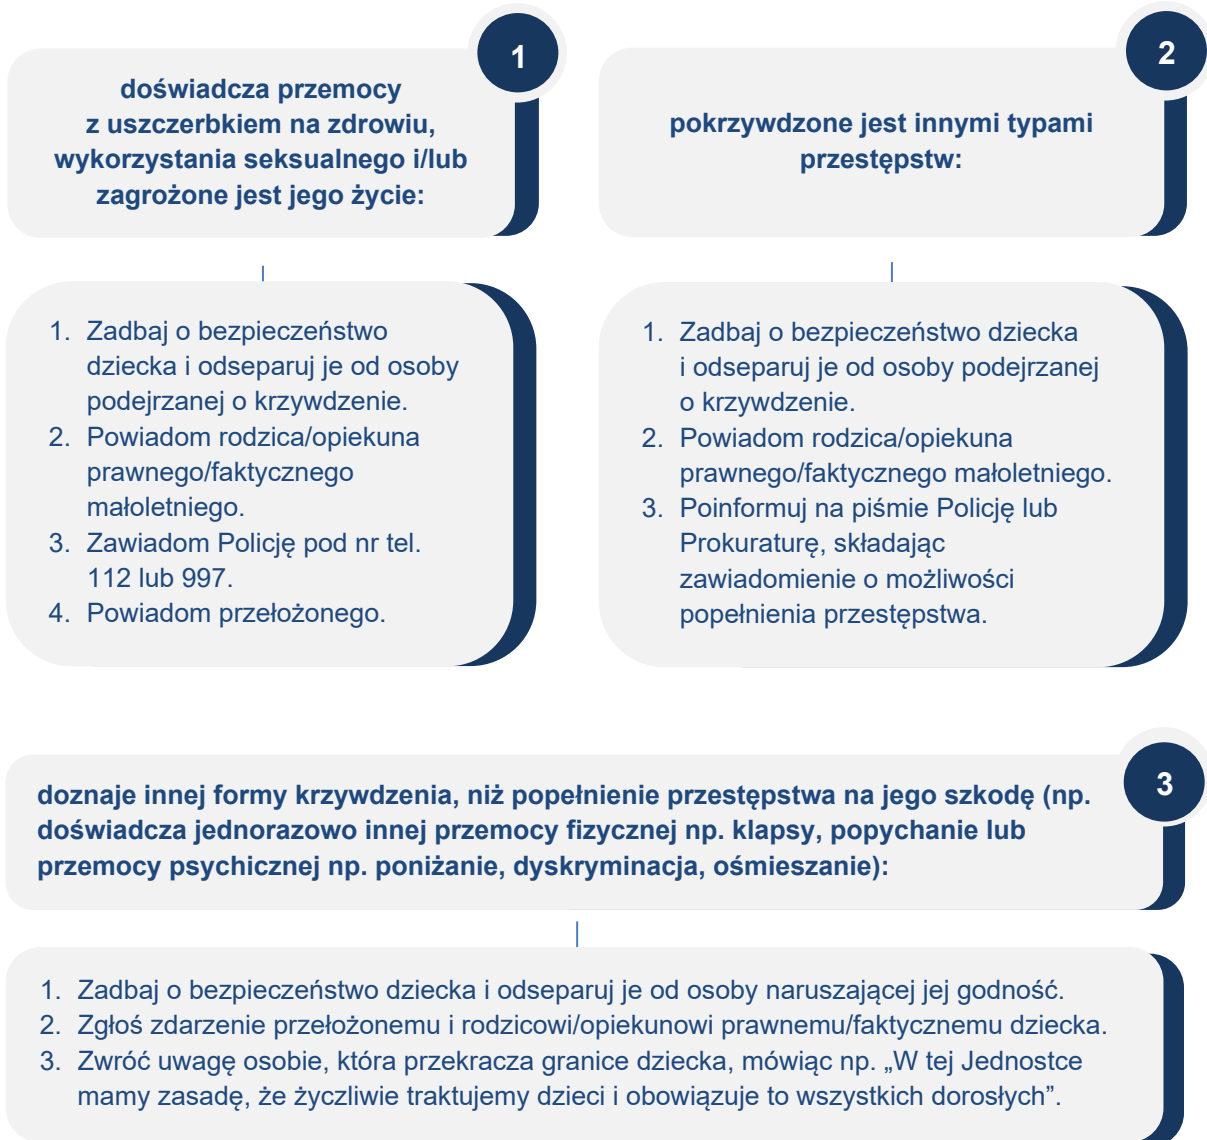 1
doświadcza przemocy
z uszczerbkiem na zdrowiu,
wykorzystania seksualnego i/lub
zagrożone jest jego życie:
1. Zadbaj o bezpieczeństwo
dziecka i odseparuj je od osoby
podejrzanej o krzywdzenie.
2. Powiadom rodzica/opiekuna
prawnego/faktycznego
małoletniego.
3. Zawiadom Policję pod nr tel.
112 lub 997.
4. Powiadom przełożonego.
2
pokrzywdzone jest innymi typami
przestępstw:
1. Zadbaj o bezpieczeństwo dziecka
i odseparuj je od osoby podejrzanej
o krzywdzenie.
2. Powiadom rodzica/opiekuna
prawnego/faktycznego małoletniego.
3. Poinformuj na piśmie Policję lub
Prokuraturę, składając
zawiadomienie o możliwości
popełnienia przestępstwa.
3
doznaje innej formy krzywdzenia, niż popełnienie przestępstwa na jego szkodę (np.
doświadcza jednorazowo innej przemocy fizycznej np. klapsy, popychanie lub
przemocy psychicznej np. poniżanie, dyskryminacja, ośmieszanie):
1. Zadbaj o bezpieczeństwo dziecka i odseparuj je od osoby naruszającej jej godność.
2. Zgłoś zdarzenie przełożonemu i rodzicowi/opiekunowi prawnemu/faktycznemu dziecka.
3. Zwróć uwagę osobie, która przekracza granice dziecka, mówiąc np. „W tej Jednostce
mamy zasadę, że życzliwie traktujemy dzieci i obowiązuje to wszystkich dorosłych”.